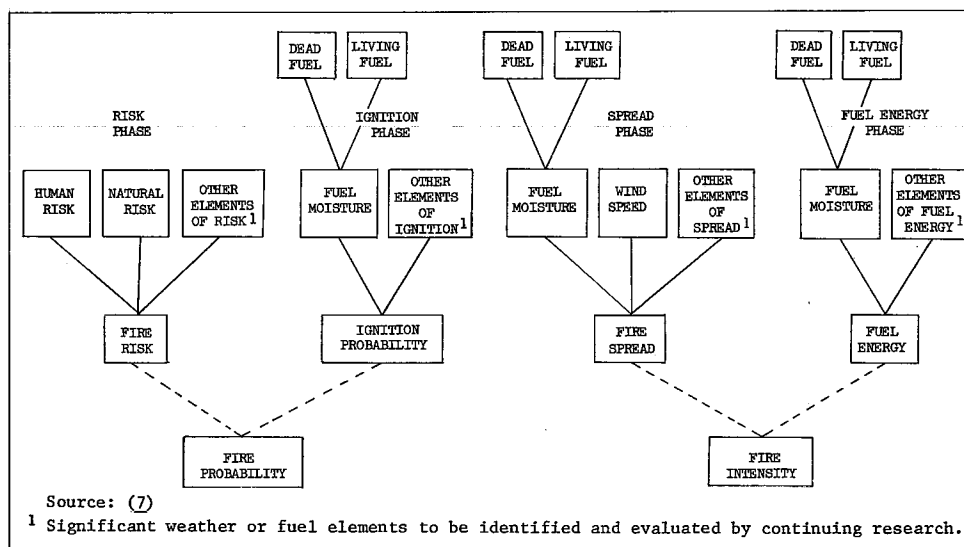 DEAD FUEL
LIVING FUEL
DEAD FUEL
LIVING FUEL
DEAD FUEL
LIVING FUEL
RISK PHASE
IGNITION PHASE
SPREAD PHASE
FUEL ENERGY PHASE
HUMAN RISK
NATURAL RISK
OTHER ELEMENTS OF RISK 1
FUEL MOISTURE
OTHER ELEMENTS OF IGNITION 1
FUEL MOISTURE
WIND SPEED
OTHER ELEMENTS OF SPREAD 1
FUEL MOISTURE
OTHER ELEMENTS OF FUEL ENERGY 1
FIRE RISK
IGNITION PROBABILITY
FIRE SPREAD
FUEL ENERGY
FIRE PROBABILITY
FIRE INTENSITY
Source: (7)
1 Significant weather or fuel elements to be identified and evaluated by continuing research.